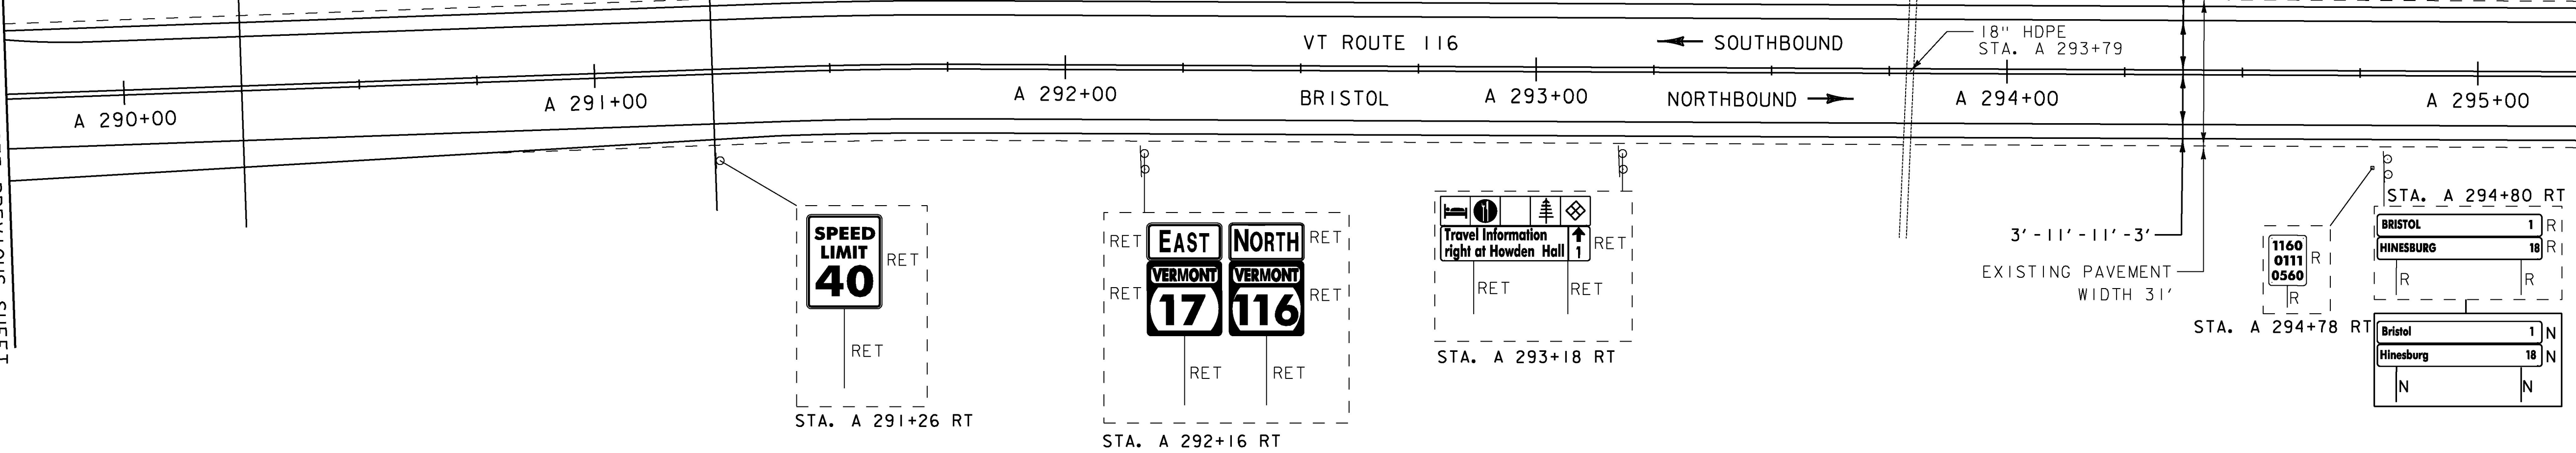 VT ROUTE 116
SOUTHBOUND
18" HDPE
STA. A 293+79
A 290+00
A 291+00
A 292+00
BRISTOL
A 293+00
NORTHBOUND
A 294+00
A 295+00
SPEED
LIMIT
40
RET
RET
STA. A 291+26 RT
RET
EAST
NORTH
RET
RET
VERMONT
17
VERMONT
116
RET
RET
RET
STA. A 292+16 RT
Travel Information
right at Howden Hall
1
RET
RET
RET
STA. A 293+18 RT
3'-11'-11'-3'
EXISTING PAVEMENT
WIDTH 31'
1160
0111
0560
R
R
STA. A 294+78 RT
STA. A 294+80 RT
BRISTOL 1 R
HINESBURG 18 R
R R
Bristol 1 N
Hinesburg 18 N
N N
SHEET